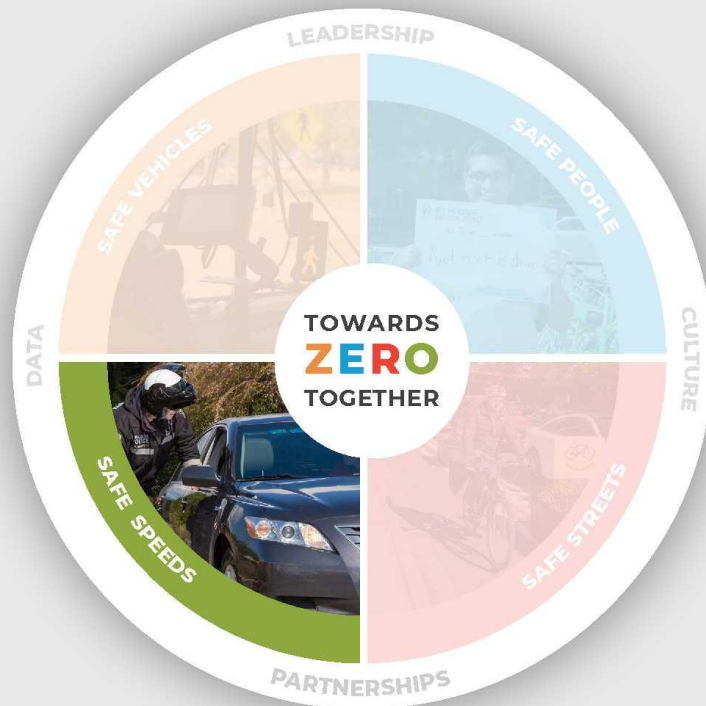 LEADERSHIP
SAFE VEHICLES
SAFE PEOPLE
DATA
TOWARDS
ZERO
TOGETHER
CULTURE
SAFE SPEEDS
SAFE STREETS
PARTNERSHIPS